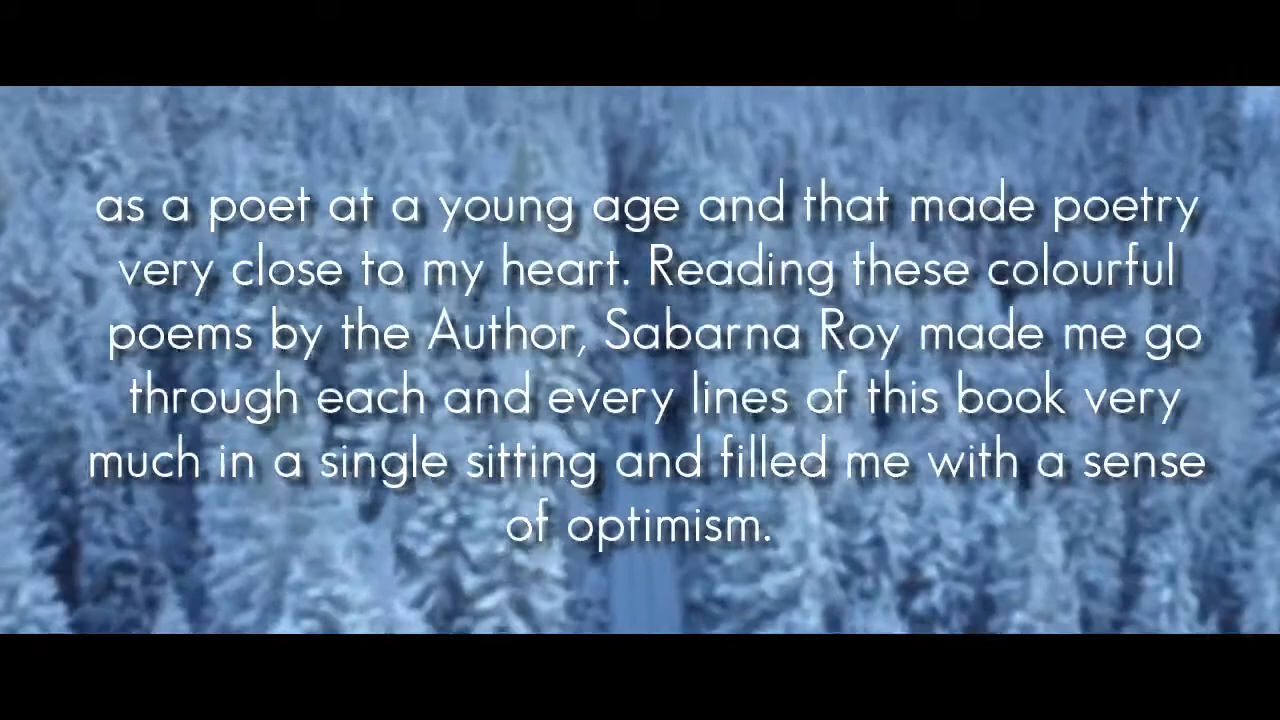 as a poet at a young age and that made poetry
very close to my heart. Reading these colourful
poems by the Author, Sabarna Roy made me go
through each and every lines of this book very
much in a single sitting and filled me with a sense
of optimism.